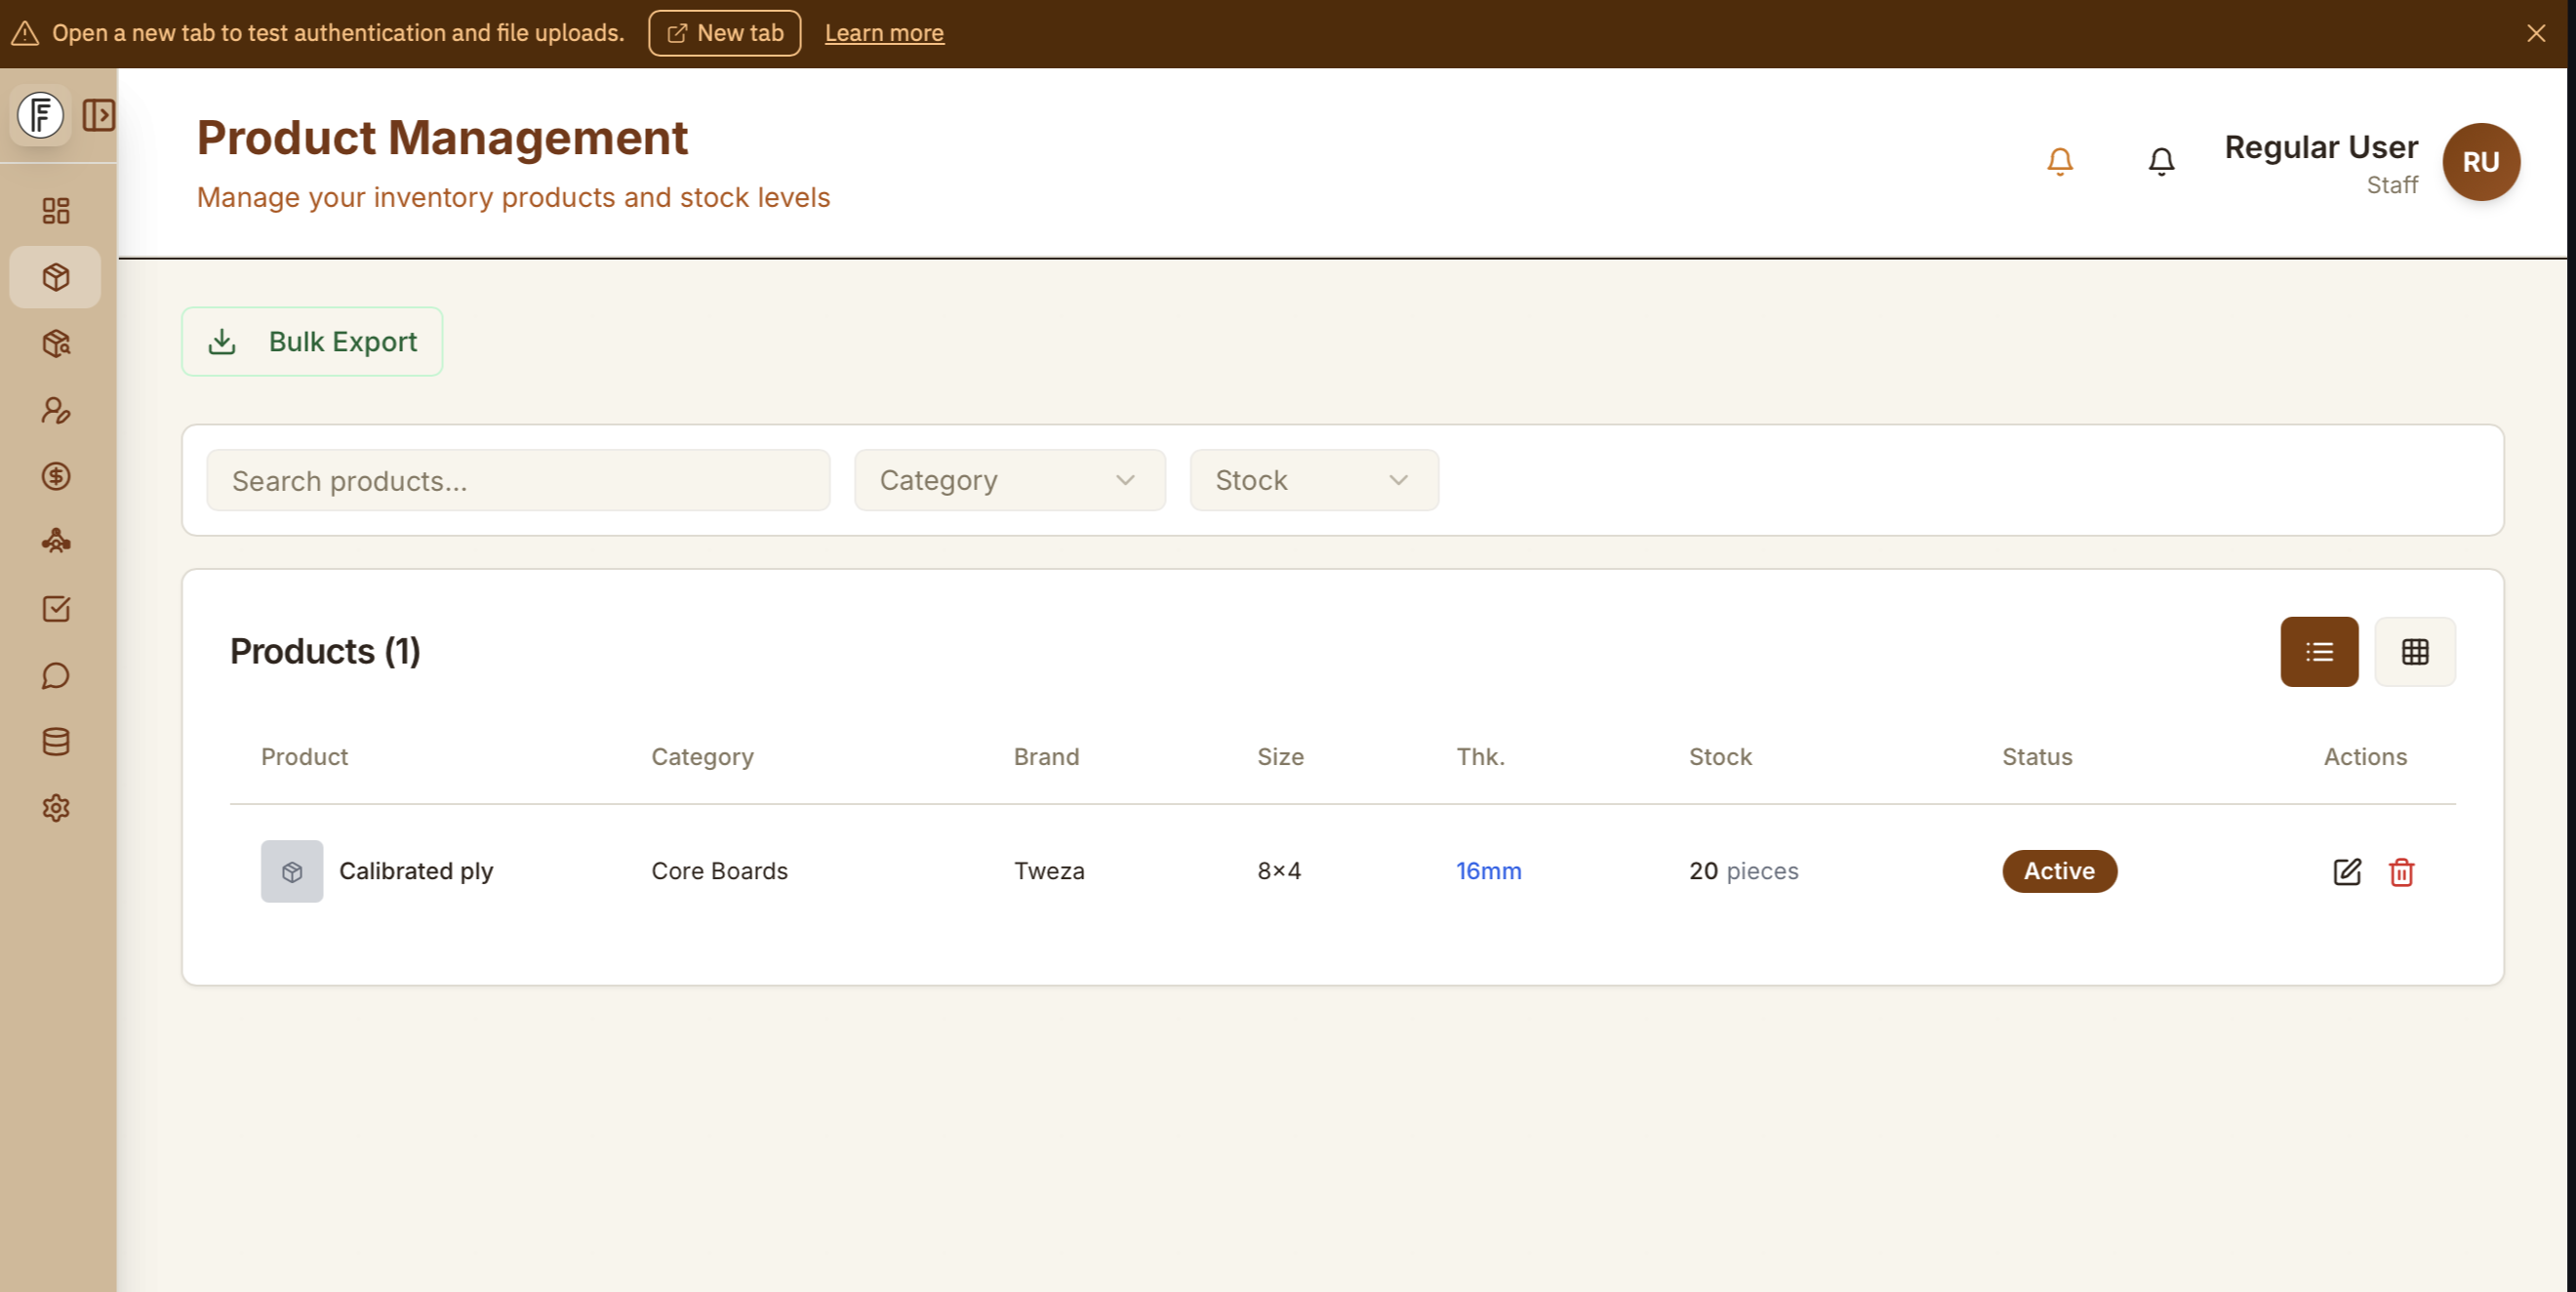 Open a new tab to test authentication and file uploads. New tab Learn more
Product Management
Manage your inventory products and stock levels
Regular User
Staff
RU
Bulk Export
Search products... Category Stock
Products (1)
Product Category Brand Size Thk. Stock Status Actions
Calibrated ply Core Boards Tweza 8×4 16mm 20 pieces Active